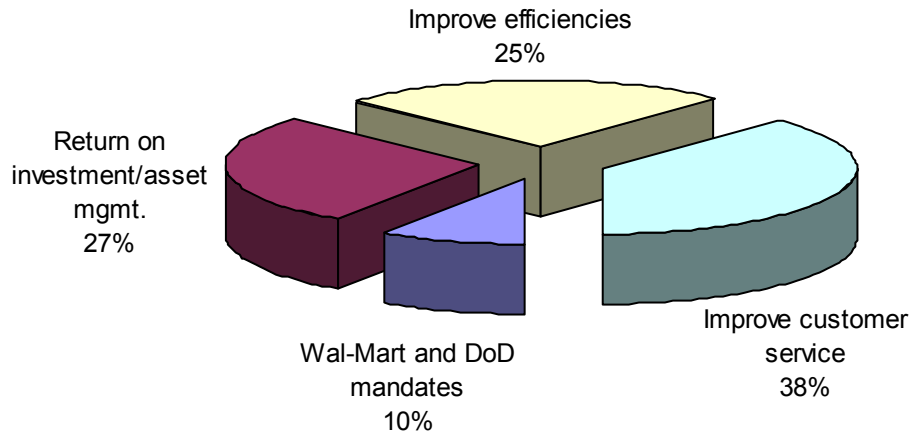 Improve efficiencies
25%
Return on
investment/asset
mgmt.
27%
Improve customer
service
38%
Wal-Mart and DoD
mandates
10%